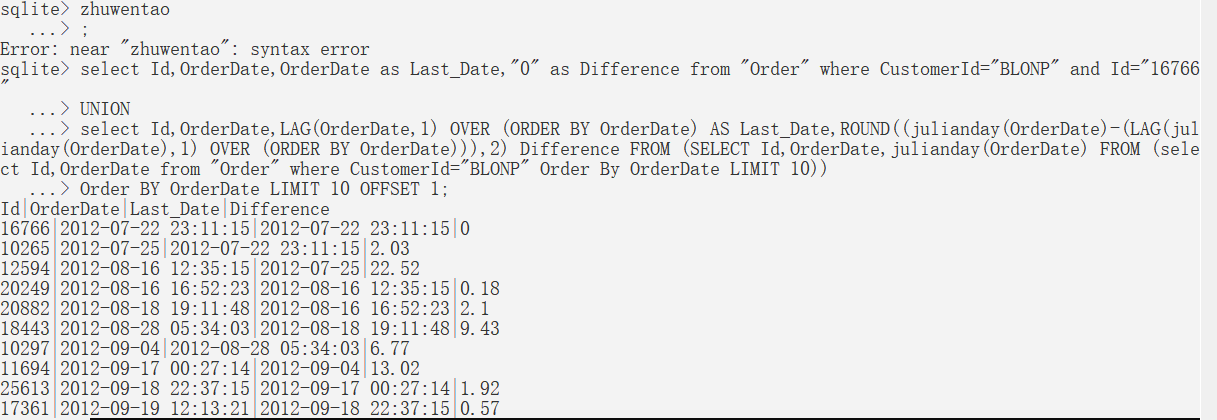 sqlite> zhuwentao
   ...> ;
Error: near "zhuwentao": syntax error
sqlite> select Id,OrderDate,OrderDate as Last_Date,"0" as Difference from "Order" where CustomerId="BLONP" and Id="16766
"
   ...> UNION
   ...> select Id,OrderDate,LAG(OrderDate,1) OVER (ORDER BY OrderDate) AS Last_Date,ROUND((julianday(OrderDate)-(LAG(jul
ianday(OrderDate),1) OVER (ORDER BY OrderDate))),2) Difference FROM (SELECT Id,OrderDate,julianday(OrderDate) FROM (sele
ct Id,OrderDate from "Order" where CustomerId="BLONP" Order By OrderDate LIMIT 10))
   ...> Order BY OrderDate LIMIT 10 OFFSET 1;
Id|OrderDate|Last_Date|Difference
16766|2012-07-22 23:11:15|2012-07-22 23:11:15|0
10265|2012-07-25|2012-07-22 23:11:15|2.03
12594|2012-08-16 12:35:15|2012-07-25|22.52
20249|2012-08-16 16:52:23|2012-08-16 12:35:15|0.18
20882|2012-08-18 19:11:48|2012-08-16 16:52:23|2.1
18443|2012-08-28 05:34:03|2012-08-18 19:11:48|9.43
10297|2012-09-04|2012-08-28 05:34:03|6.77
11694|2012-09-17 00:27:14|2012-09-04|13.02
25613|2012-09-18 22:37:15|2012-09-17 00:27:14|1.92
17361|2012-09-19 12:13:21|2012-09-18 22:37:15|0.57